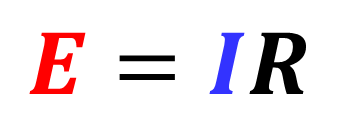 E = IR